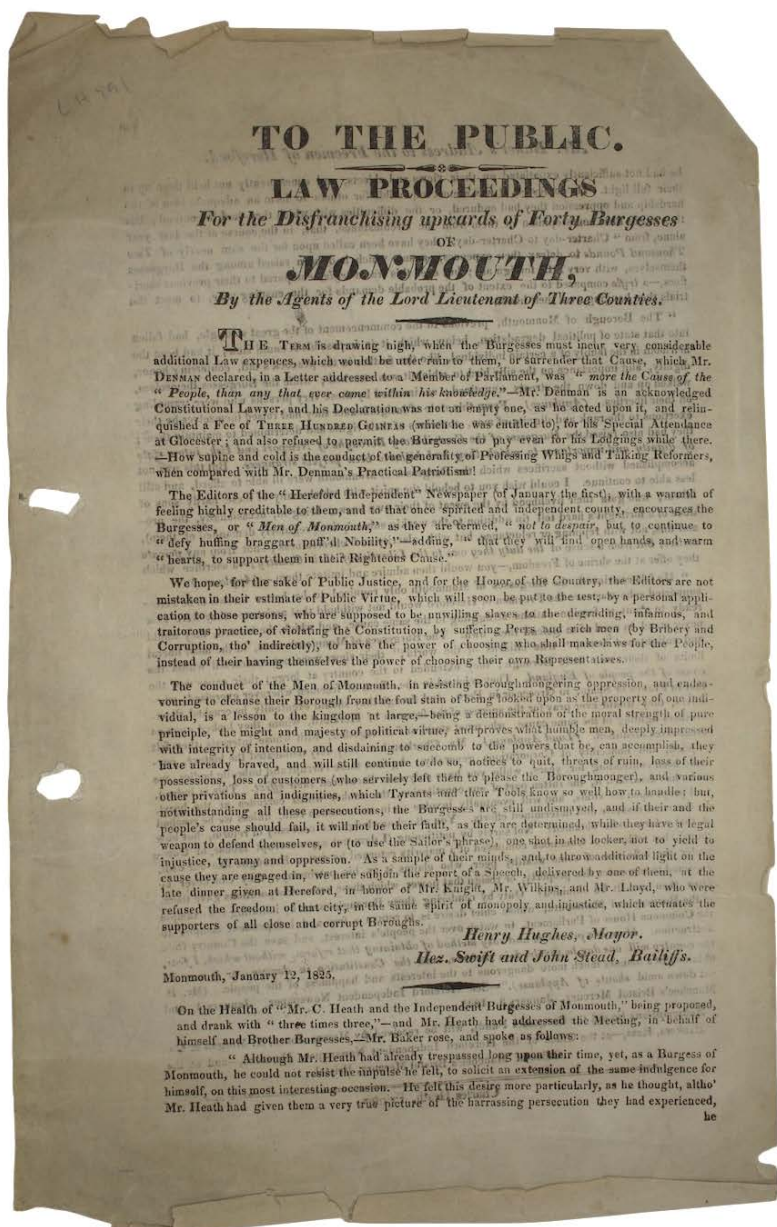 LH 991
TO THE PUBLIC.
LAW PROCEEDINGS
For the Disfranchising upwards of Forty Burgesses
OF
MONMOUTH,
By the Agents of the Lord Lieutenant of Three Counties.
THE TERM is drawing nigh, when the Burgesses must incur very considerable
additional Law expences, which would be utter ruin to them, or surrender that Cause, which Mr.
DENMAN declared, in a Letter addressed to a Member of Parliament, was "more the Cause of the
"People, than any that ever came within his knowledge."—Mr. Denman is an acknowledged
Constitutional Lawyer, and his Declaration was not an empty one, as he acted upon it, and relin-
quished a Fee of THREE HUNDRED GUINEAS (which he was entitled to), for his Special Attendance
at Glocester; and also refused to permit the Burgesses to pay even for his Lodgings while there.
—How supine and cold is the conduct of the generality of Professing Whigs and Talking Reformers,
when compared with Mr. Denman's Practical Patriotism!
The Editors of the "Hereford Independent" Newspaper (of January the first), with a warmth of
feeling highly creditable to them, and to that once spirited and independent county, encourages the
Burgesses, or "Men of Monmouth," as they are termed, "not to despair, but to continue to
"defy huffing braggart puff'd Nobility,"—adding, "that they will find open hands, and warm
"hearts, to support them in their Righteous Cause."
We hope, for the sake of Public Justice, and for the Honor of the Country, the Editors are not
mistaken in their estimate of Public Virtue, which will soon be put to the test, by a personal appli-
cation to those persons, who are supposed to be unwilling slaves to the degrading, infamous, and
traitorous practice, of violating the Constitution, by suffering Peers and rich men (by Bribery and
Corruption, tho' indirectly), to have the power of choosing who shall make laws for the People,
instead of their having themselves the power of choosing their own Representatives.
The conduct of the Men of Monmouth, in resisting Boroughmongering oppression, and endea-
vouring to cleanse their Borough from the foul stain of being looked upon as the property of one indi-
vidual, is a lesson to the kingdom at large,—being a demonstration of the moral strength of pure
principle, the might and majesty of political virtue, and proves what humble men, deeply impressed
with integrity of intention, and disdaining to succomb to the powers that be, can accomplish, they
have already braved, and will still continue to do so, notices to quit, threats of ruin, loss of their
possessions, loss of customers (who servilely left them to please the Boroughmonger), and various
other privations and indignities, which Tyrants and their Tools know so well how to handle; but,
notwithstanding all these persecutions, the Burgesses are still undismayed, and if their and the
people's cause should fail, it will not be their fault, as they are determined, while they have a legal
weapon to defend themselves, or (to use the Sailor's phrase), one shot in the locker, not to yield to
injustice, tyranny and oppression. As a sample of their minds, and to throw additional light on the
cause they are engaged in, we here subjoin the report of a Speech, delivered by one of them, at the
late dinner given at Hereford, in honor of Mr. Knight, Mr. Wilkins, and Mr. Lloyd, who were
refused the freedom of that city, in the same spirit of monopoly and injustice, which actuates the
supporters of all close and corrupt Boroughs.
Henry Hughes, Mayor.
Hez. Swift and John Stead, Bailiffs.
Monmouth, January 12, 1825.
On the Health of "Mr. C. Heath and the Independent Burgesses of Monmouth," being proposed,
and drank with "three times three,"—and Mr. Heath had addressed the Meeting, in behalf of
himself and Brother Burgesses,—Mr. Baker rose, and spoke as follows:
"Although Mr. Heath had already trespassed long upon their time, yet, as a Burgess of
Monmouth, he could not resist the impulse he felt, to solicit an extension of the same indulgence for
himself, on this most interesting occasion. He felt this desire more particularly, as he thought, altho'
Mr. Heath had given them a very true picture of the harrassing persecution they had experienced,
he